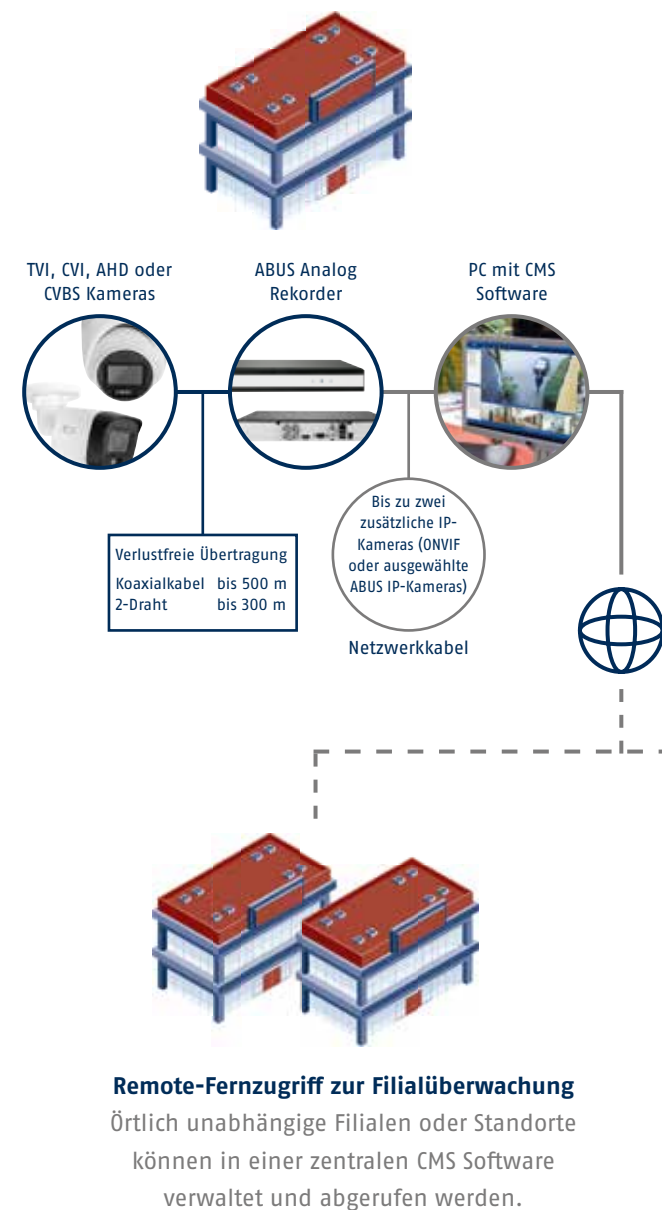 TVI, CVI, AHD oder
CVBS Kameras
ABUS Analog
Rekorder
PC mit CMS
Software
Verlustfreie Übertragung
Koaxialkabel bis 500 m
2-Draht bis 300 m
Bis zu zwei
zusätzliche IP-
Kameras (ONVIF
oder ausgewählte
ABUS IP-Kameras)
Netzwerkkabel
Remote-Fernzugriff zur Filialüberwachung
Örtlich unabhängige Filialen oder Standorte
können in einer zentralen CMS Software
verwaltet und abgerufen werden.